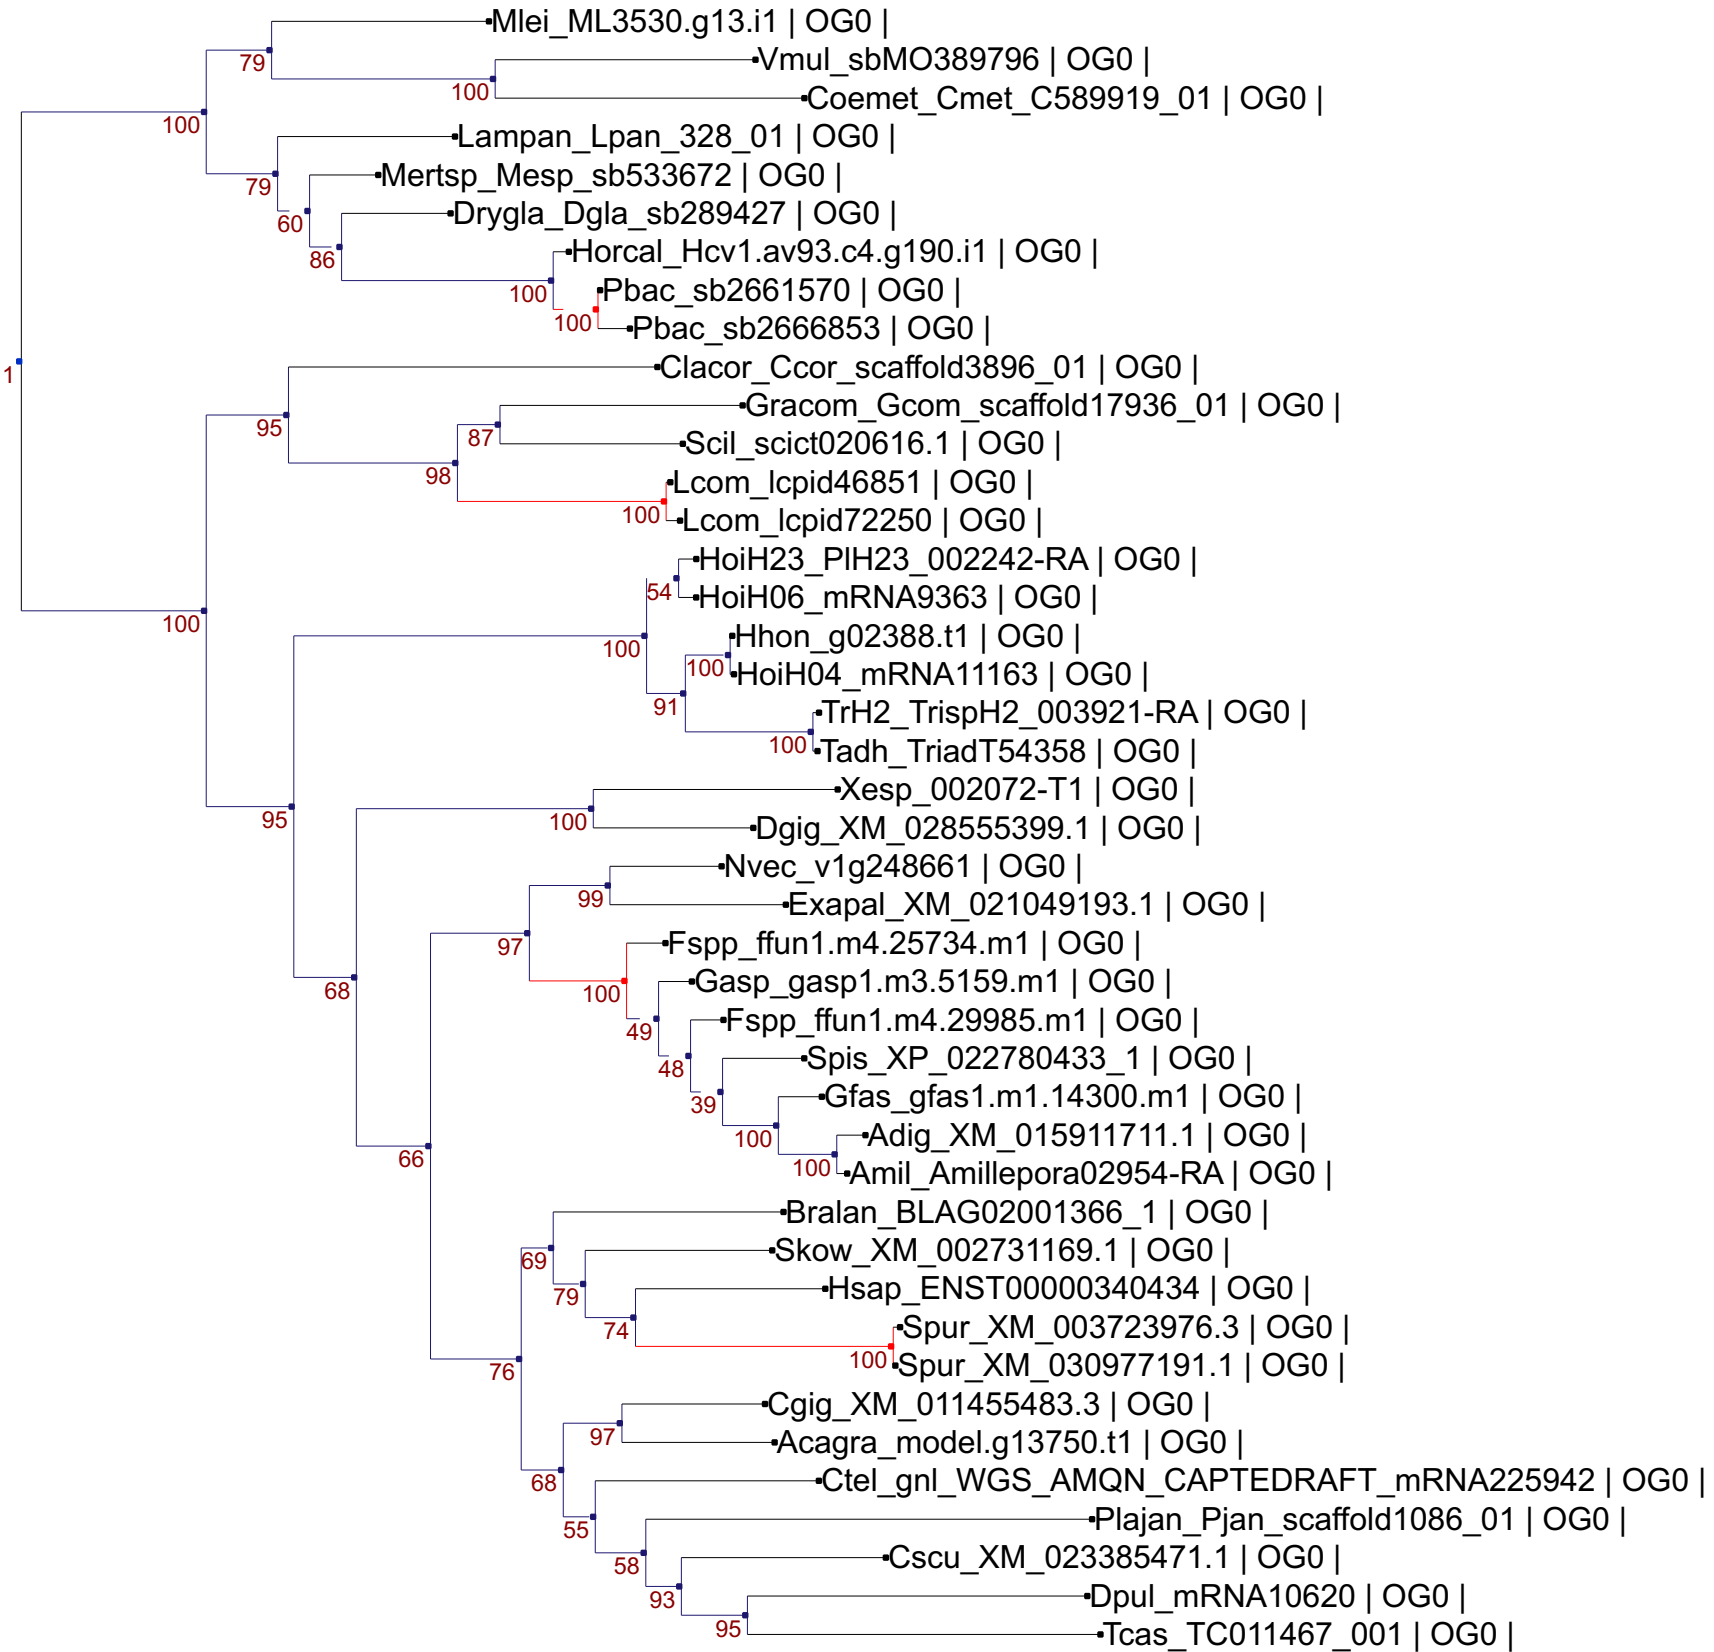 Mlei_ML3530.g13.i1 | OG0 |
79
Vmul_sbMO389796 | OG0 |
100
Coemet_Cmet_C589919_01 | OG0 |
100
Lampan_Lpan_328_01 | OG0 |
79
Mertsp_Mesp_sb533672 | OG0 |
60
Drygla_Dgla_sb289427 | OG0 |
86
Horcal_Hcv1.av93.c4.g190.i1 | OG0 |
100
Pbac_sb2661570 | OG0 |
100
Pbac_sb2666853 | OG0 |
1
Clacor_Ccor_scaffold3896_01 | OG0 |
95
Gracom_Gcom_scaffold17936_01 | OG0 |
87
Scil_scict020616.1 | OG0 |
98
Lcom_lcpid46851 | OG0 |
100
Lcom_lcpid72250 | OG0 |
HoiH23_PlH23_002242-RA | OG0 |
54
HoiH06_mRNA9363 | OG0 |
100
100
Hhon_g02388.t1 | OG0 |
100
HoiH04_mRNA11163 | OG0 |
91
TrH2_TrispH2_003921-RA | OG0 |
100
Tadh_TriadT54358 | OG0 |
Xesp_002072-T1 | OG0 |
95
100
Dgig_XM_028555399.1 | OG0 |
Nvec_v1g248661 | OG0 |
99
Exapal_XM_021049193.1 | OG0 |
97
Fspp_ffun1.m4.25734.m1 | OG0 |
68
100
Gasp_gasp1.m3.5159.m1 | OG0 |
49
Fspp_ffun1.m4.29985.m1 | OG0 |
48
Spis_XP_022780433_1 | OG0 |
39
Gfas_gfas1.m1.14300.m1 | OG0 |
100
Adig_XM_015911711.1 | OG0 |
66
100
Amil_Amillepora02954-RA | OG0 |
Bralan_BLAG02001366_1 | OG0 |
69
Skow_XM_002731169.1 | OG0 |
79
Hsap_ENST00000340434 | OG0 |
74
Spur_XM_003723976.3 | OG0 |
100
Spur_XM_030977191.1 | OG0 |
76
Cgig_XM_011455483.3 | OG0 |
97
Acagra_model.g13750.t1 | OG0 |
68
Ctel_gnl_WGS_AMQN_CAPTEDRAFT_mRNA225942 | OG0 |
55
Plajan_Pjan_scaffold1086_01 | OG0 |
58
Cscu_XM_023385471.1 | OG0 |
93
Dpul_mRNA10620 | OG0 |
95
Tcas_TC011467_001 | OG0 |